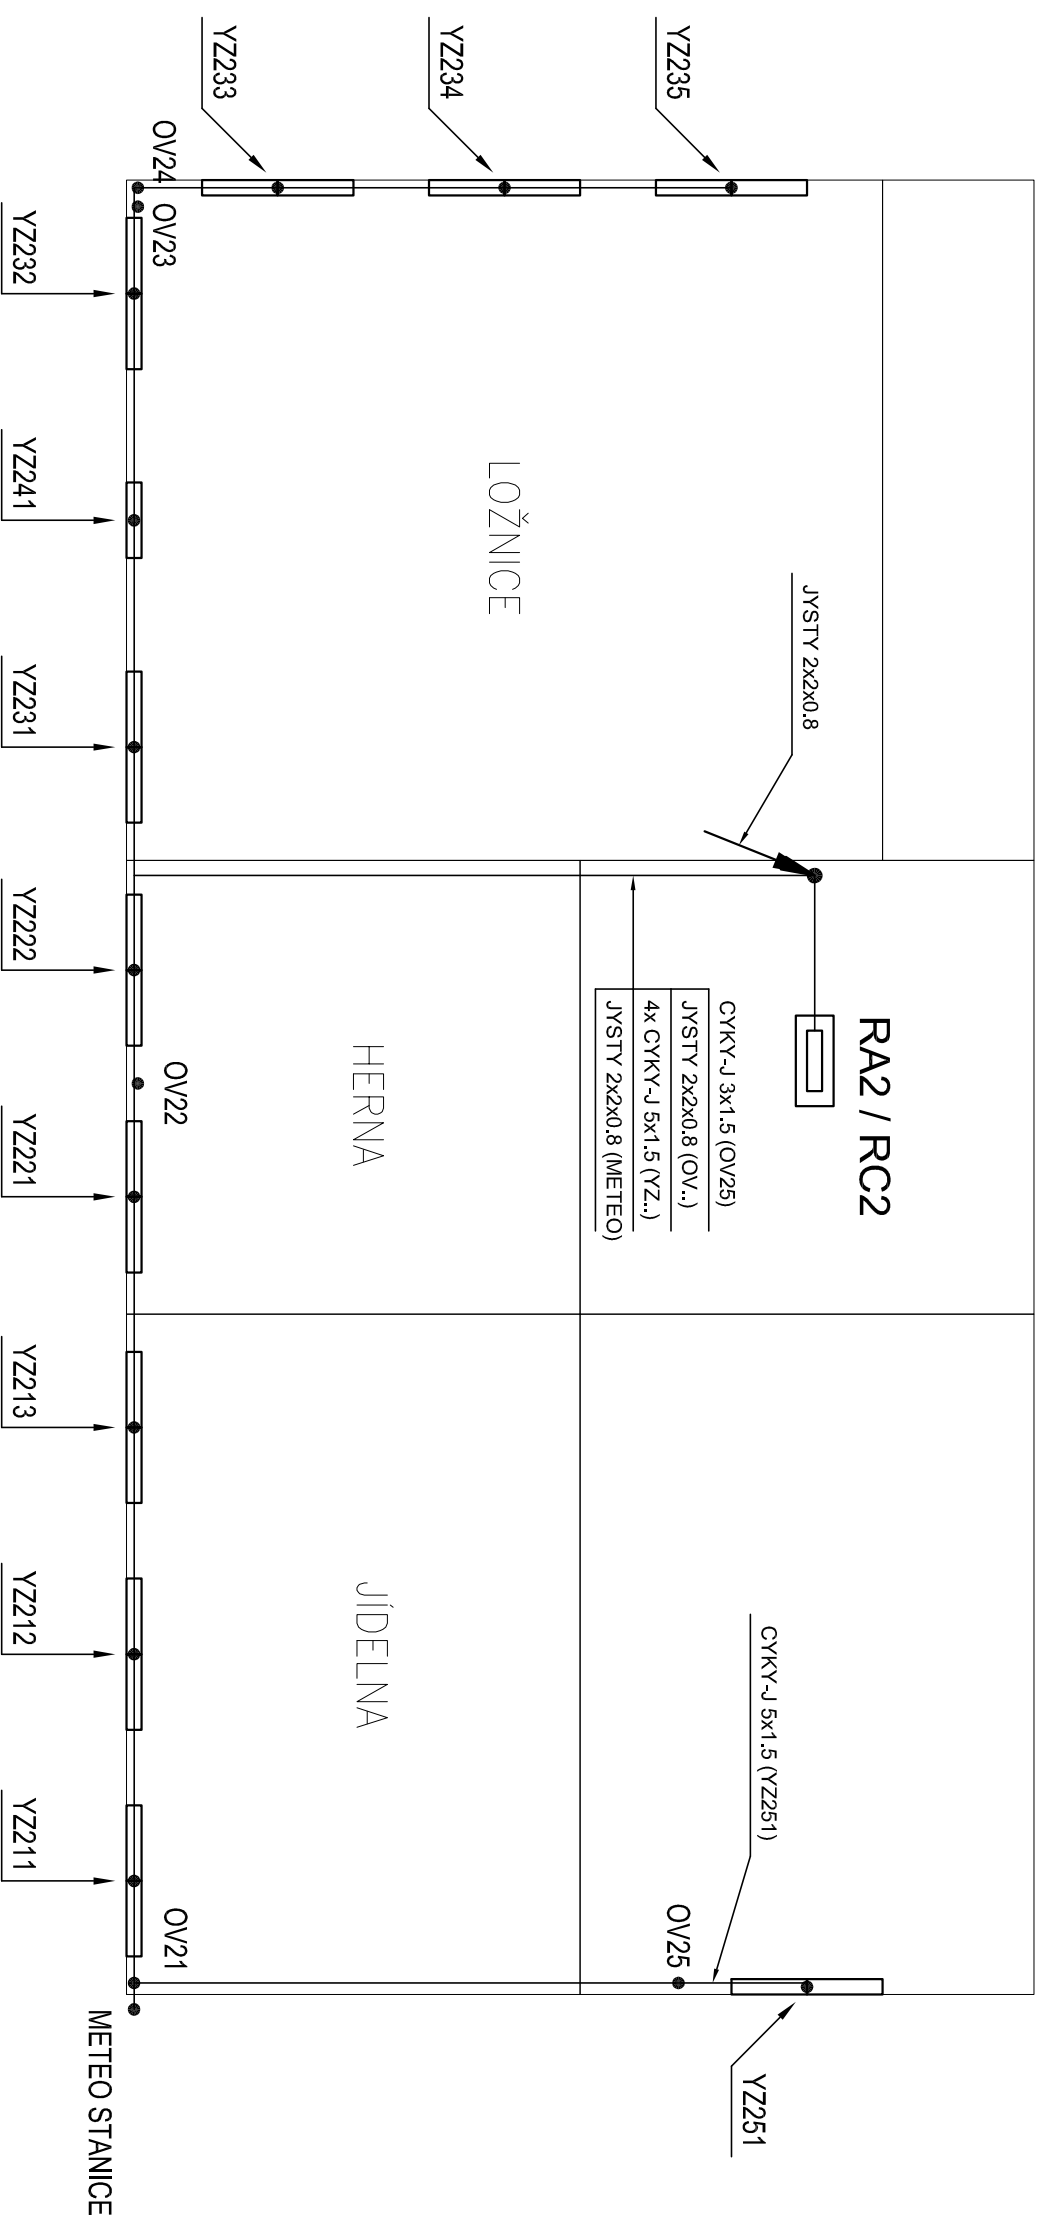 YZ235
YZ234
YZ233
OV24
OV23
YZ232
YZ241
YZ231
YZ222
YZ221
YZ213
YZ212
YZ211
LOŽNICE
JYSTY 2x2x0.8
RA2 / RC2
CYKY-J 3x1.5 (OV25)
JYSTY 2x2x0.8 (OV..)
4x CYKY-J 5x1.5 (YZ..)
JYSTY 2x2x0.8 (METEO)
HERNA
OV22
JÍDELNA
CYKY-J 5x1.5 (YZ251)
OV25
OV21
YZ251
METEO STANICE